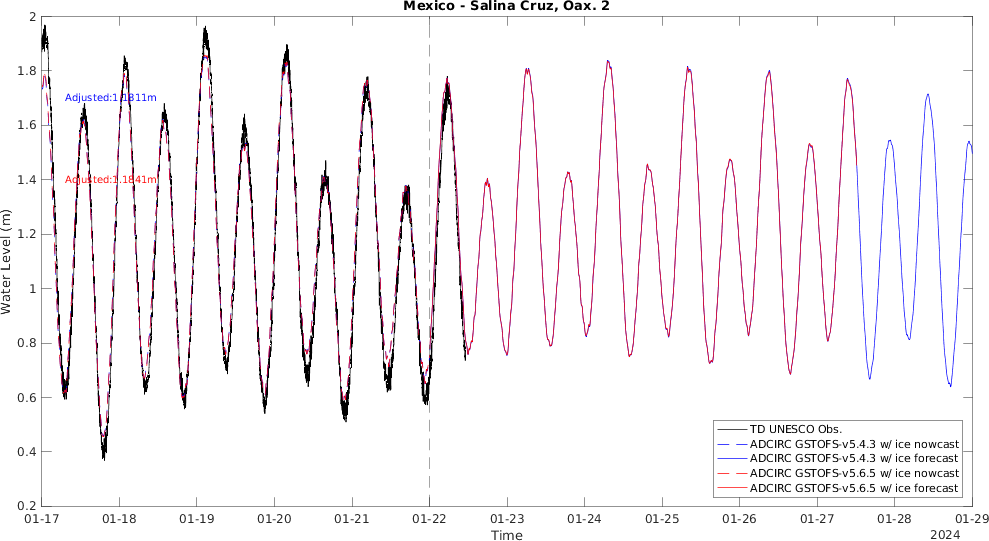 Mexico - Salina Cruz, Oax. 2
2
1.8
1.6
1.4
1.2
1
0.8
0.6
0.4
0.2
Water Level (m)
Adjusted:1.1811m
Adjusted:1.1841m
TD UNESCO Obs.
ADCIRC GSTOFS-v5.4.3 w/ ice nowcast
ADCIRC GSTOFS-v5.4.3 w/ ice forecast
ADCIRC GSTOFS-v5.6.5 w/ ice nowcast
ADCIRC GSTOFS-v5.6.5 w/ ice forecast
01-17 01-18 01-19 01-20 01-21 01-22 01-23 01-24 01-25 01-26 01-27 01-28 01-29
Time
2024